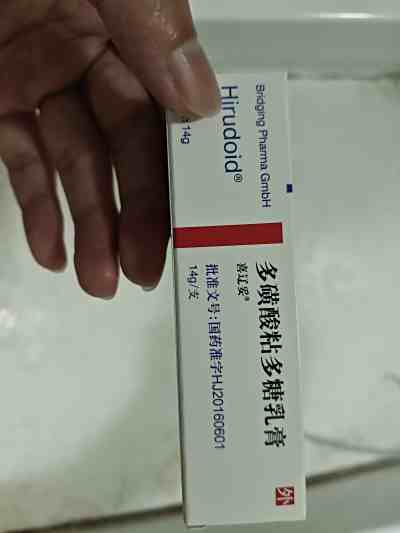 Bridging Pharma GmbH
Hirudoid®
14g
多磺酸粘多糖乳膏
喜辽妥®
批准文号:国药准字HJ20160601
14g/支
外